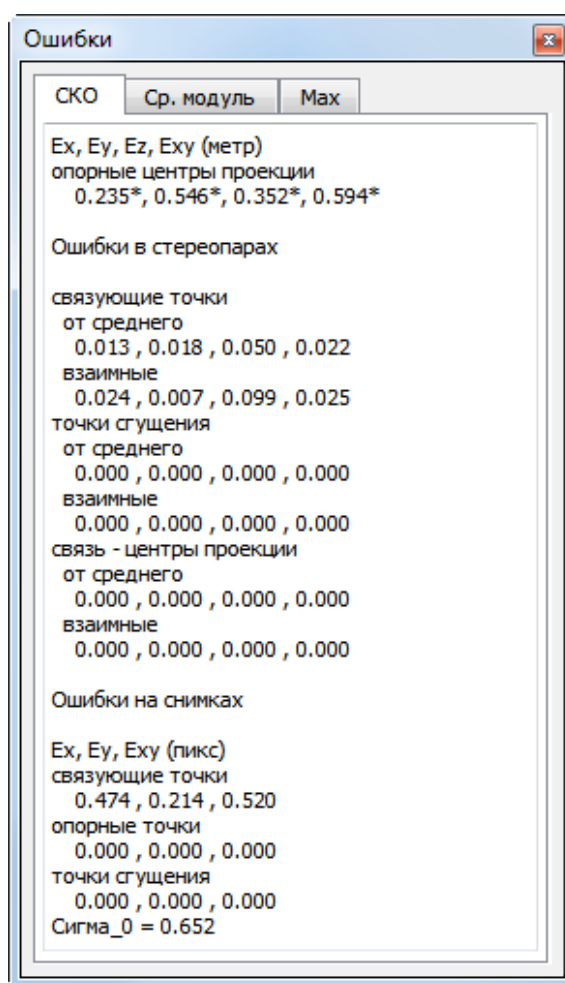 Ошибки
СКО Ср. модуль Max
Ex, Ey, Ez, Exy (метр)
опорные центры проекции
0.235*, 0.546*, 0.352*, 0.594*
Ошибки в стереопарах
связующие точки
от среднего
0.013 , 0.018 , 0.050 , 0.022
взаимные
0.024 , 0.007 , 0.099 , 0.025
точки сгущения
от среднего
0.000 , 0.000 , 0.000 , 0.000
взаимные
0.000 , 0.000 , 0.000 , 0.000
связь - центры проекции
от среднего
0.000 , 0.000 , 0.000 , 0.000
взаимные
0.000 , 0.000 , 0.000 , 0.000
Ошибки на снимках
Ex, Ey, Exy (пикс)
связующие точки
0.474 , 0.214 , 0.520
опорные точки
0.000 , 0.000 , 0.000
точки сгущения
0.000 , 0.000 , 0.000
Сигма_0 = 0.652